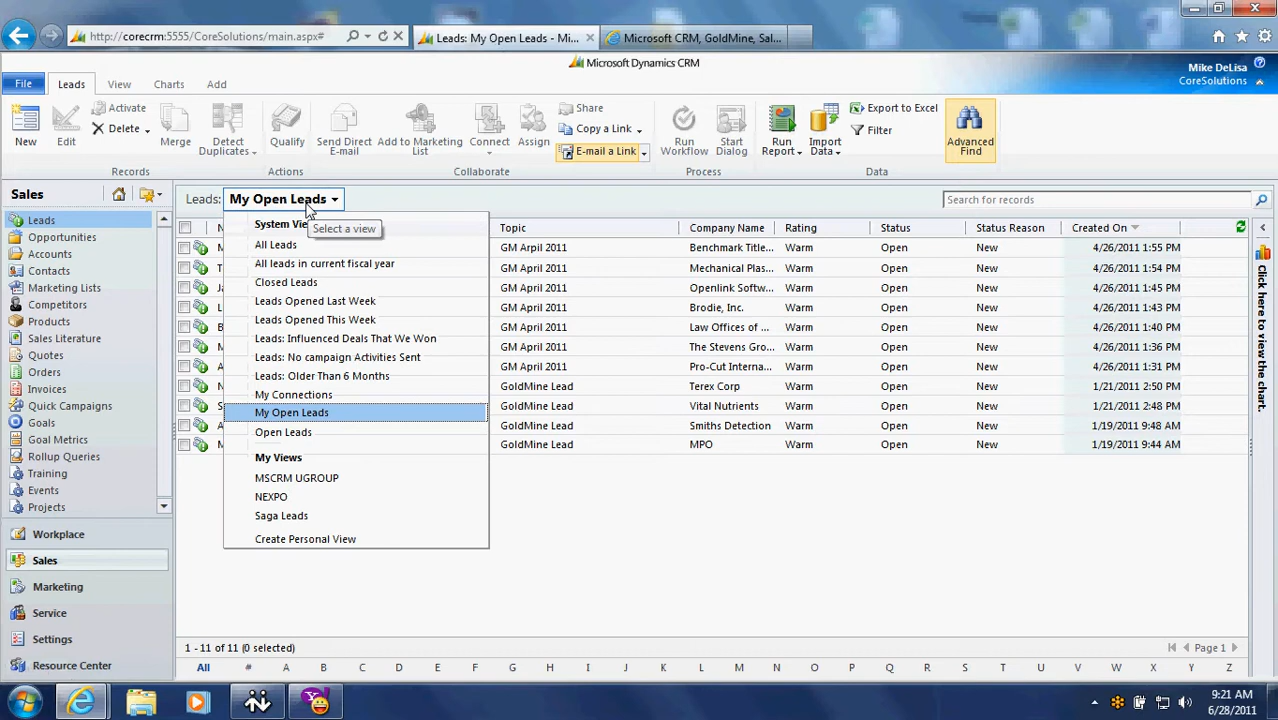 http://corecrm:5555/CoreSolutions/main.aspx#
Leads: My Open Leads - Mi...
Microsoft CRM, GoldMine, Sal...
Microsoft Dynamics CRM
Mike DeLisa
CoreSolutions
File Leads View Charts Add
New
Edit
Activate
Delete
Records
Merge
Detect Duplicates
Qualify
Actions
Send Direct E-mail
Add to Marketing List
Connect
Assign
Share
Copy a Link
E-mail a Link
Collaborate
Run Workflow
Start Dialog
Process
Run Report
Import Data
Export to Excel
Filter
Advanced Find
Data
Sales
Leads
Opportunities
Accounts
Contacts
Marketing Lists
Competitors
Products
Sales Literature
Quotes
Orders
Invoices
Quick Campaigns
Goals
Goal Metrics
Rollup Queries
Training
Events
Projects
Workplace
Sales
Marketing
Service
Settings
Resource Center
Leads: My Open Leads
Search for records
Select a view
All Leads
All leads in current fiscal year
Closed Leads
Leads Opened Last Week
Leads Opened This Week
Leads: Influenced Deals That We Won
Leads: No campaign Activities Sent
Leads: Older Than 6 Months
My Connections
My Open Leads
Open Leads
My Views
MSCRM UGROUP
NEXPO
Saga Leads
Create Personal View
Topic Company Name Rating Status Status Reason Created On
GM Arpil 2011 Benchmark Title... Warm Open New 4/26/2011 1:55 PM
GM April 2011 Mechanical Plas... Warm Open New 4/26/2011 1:54 PM
GM April 2011 Openlink Softw... Warm Open New 4/26/2011 1:45 PM
GM April 2011 Brodie, Inc. Warm Open New 4/26/2011 1:43 PM
GM April 2011 Law Offices of ... Warm Open New 4/26/2011 1:40 PM
GM April 2011 The Stevens Gro... Warm Open New 4/26/2011 1:36 PM
GM April 2011 Pro-Cut Interna... Warm Open New 4/26/2011 1:35 PM
GoldMine Lead Terex Corp Warm Open New 1/21/2011 2:50 PM
GoldMine Lead Vital Nutrients Warm Open New 1/21/2011 2:48 PM
GoldMine Lead Smiths Detection Warm Open New 1/19/2011 9:48 AM
GoldMine Lead MPO Warm Open New 1/19/2011 9:44 AM
Click here to view the chart.
1 - 11 of 11 (0 selected)
Page 1
All # A B C D E F G H I J K L M N O P Q R S T U V W X Y Z
9:21 AM
6/28/2011